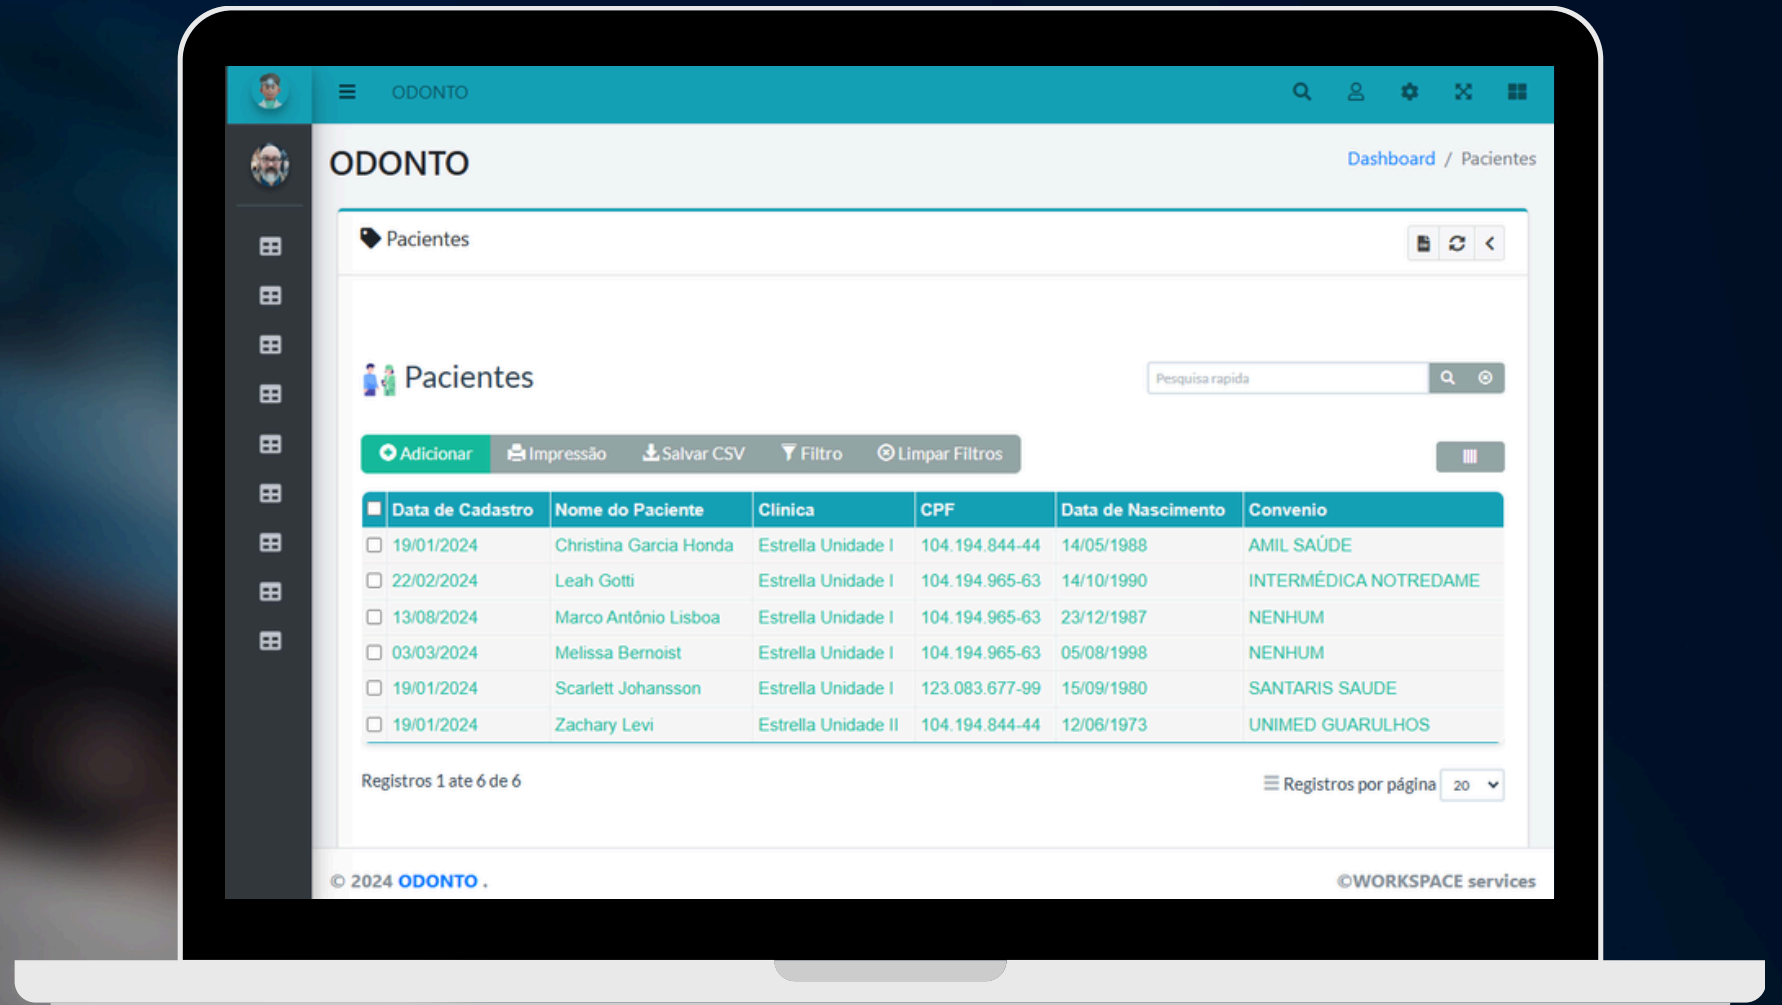 ODONTO
ODONTO
Dashboard / Pacientes
Pacientes
Pacientes
Pesquisa rapida
Adicionar Impressão Salvar CSV Filtro Limpar Filtros
Data de Cadastro Nome do Paciente Clínica CPF Data de Nascimento Convenio
19/01/2024 Christina Garcia Honda Estrella Unidade I 104.194.844-44 14/05/1988 AMIL SAÚDE
22/02/2024 Leah Gotti Estrella Unidade I 104.194.965-63 14/10/1990 INTERMÉDICA NOTREDAME
13/08/2024 Marco Antônio Lisboa Estrella Unidade I 104.194.965-63 23/12/1987 NENHUM
03/03/2024 Melissa Bernoist Estrella Unidade I 104.194.965-63 05/08/1998 NENHUM
19/01/2024 Scarlett Johansson Estrella Unidade I 123.083.677-99 15/09/1980 SANTARIS SAUDE
19/01/2024 Zachary Levi Estrella Unidade II 104.194.844-44 12/06/1973 UNIMED GUARULHOS
Registros 1 ate 6 de 6
Registros por página 20
© 2024 ODONTO .
©WORKSPACE services